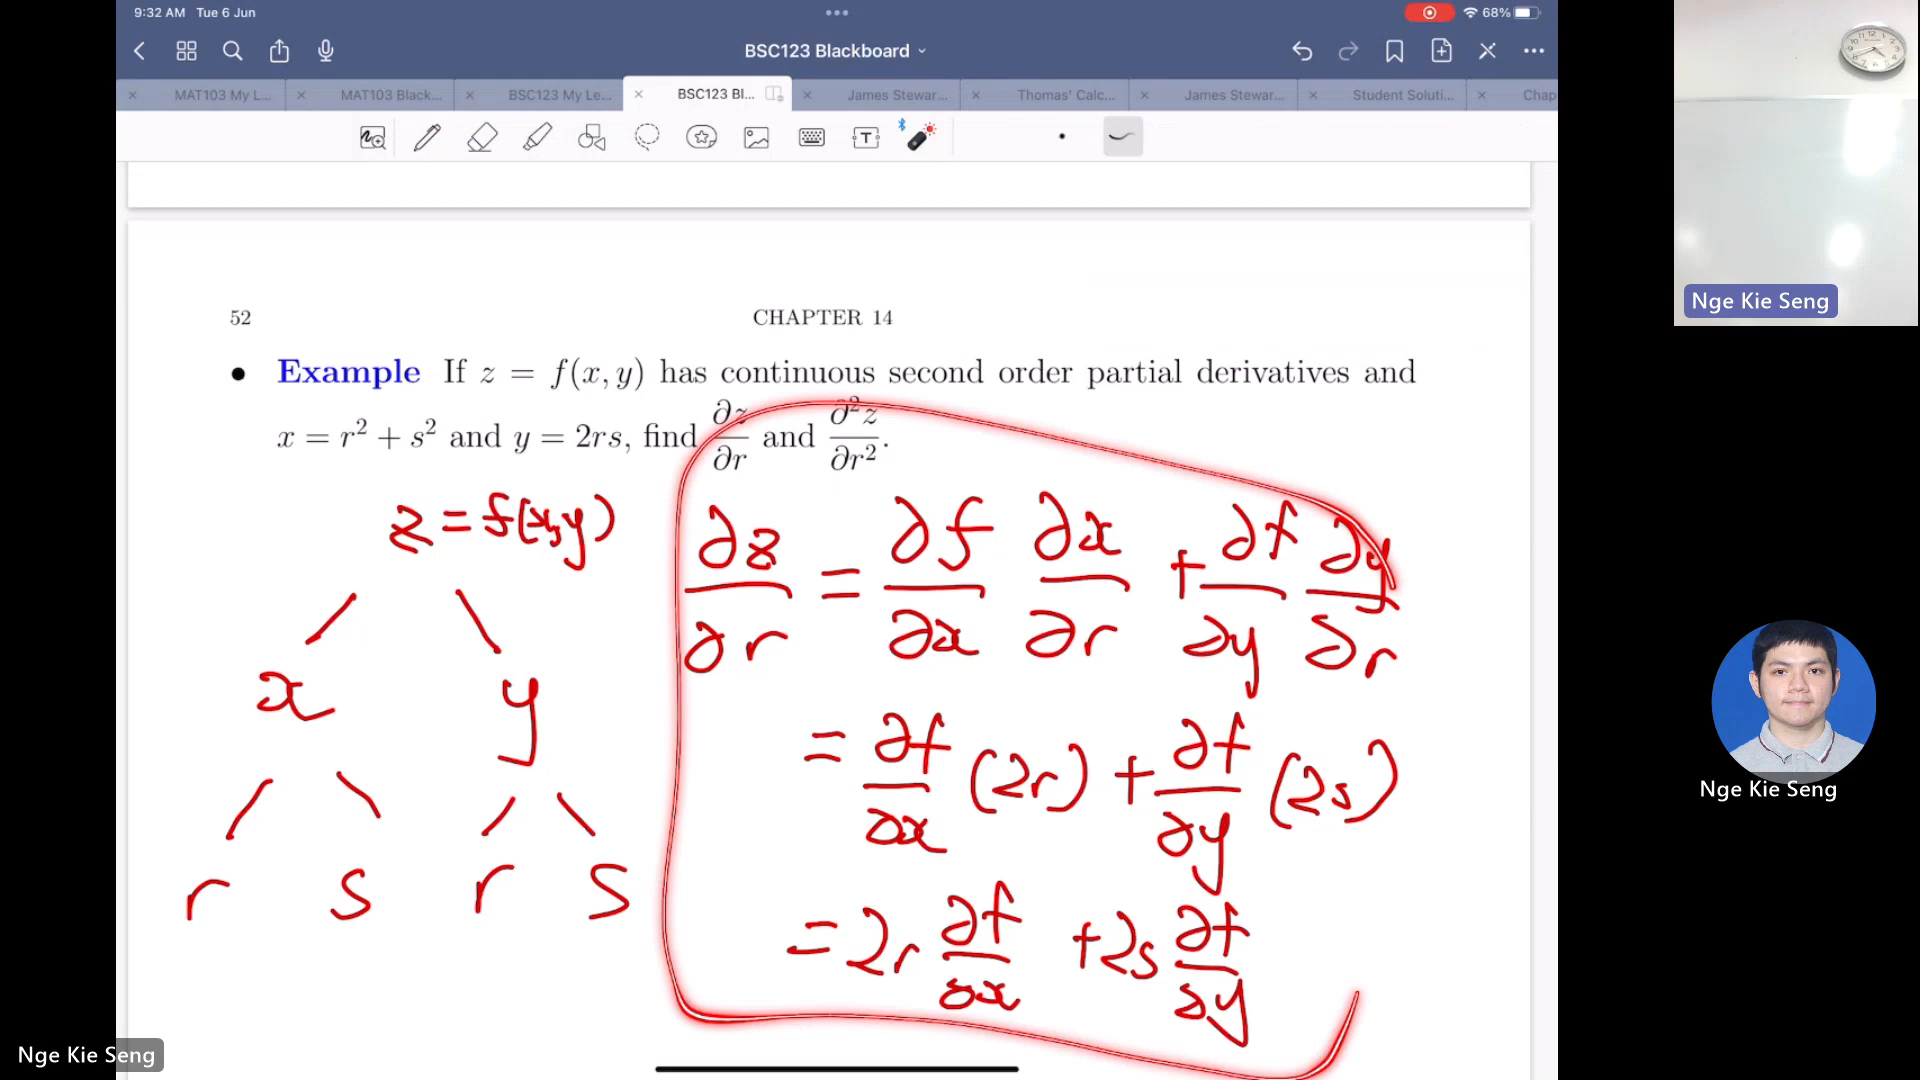 9:32 AM Tue 6 Jun
68%
BSC123 Blackboard
MAT103 My L...
MAT103 Black...
BSC123 My Le...
BSC123 Bl...
James Stewar...
Thomas' Calc...
James Stewar...
Student Soluti...
Chap
52
CHAPTER 14
• Example If z = f(x, y) has continuous second order partial derivatives and
x = r² + s² and y = 2rs, find ∂z/∂r and ∂²z/∂r².
z = f(x,y)
x y
r s r s
∂z/∂r = ∂f/∂x ∂x/∂r + ∂f/∂y ∂y/∂r
= ∂f/∂x (2r) + ∂f/∂y (2s)
= 2r ∂f/∂x + 2s ∂f/∂y
Nge Kie Seng
Nge Kie Seng
Nge Kie Seng